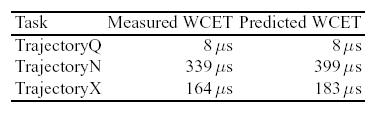 Task Measured WCET Predicted WCET
TrajectoryQ 8 μs 8 μs
TrajectoryN 339 μs 399 μs
TrajectoryX 164 μs 183 μs